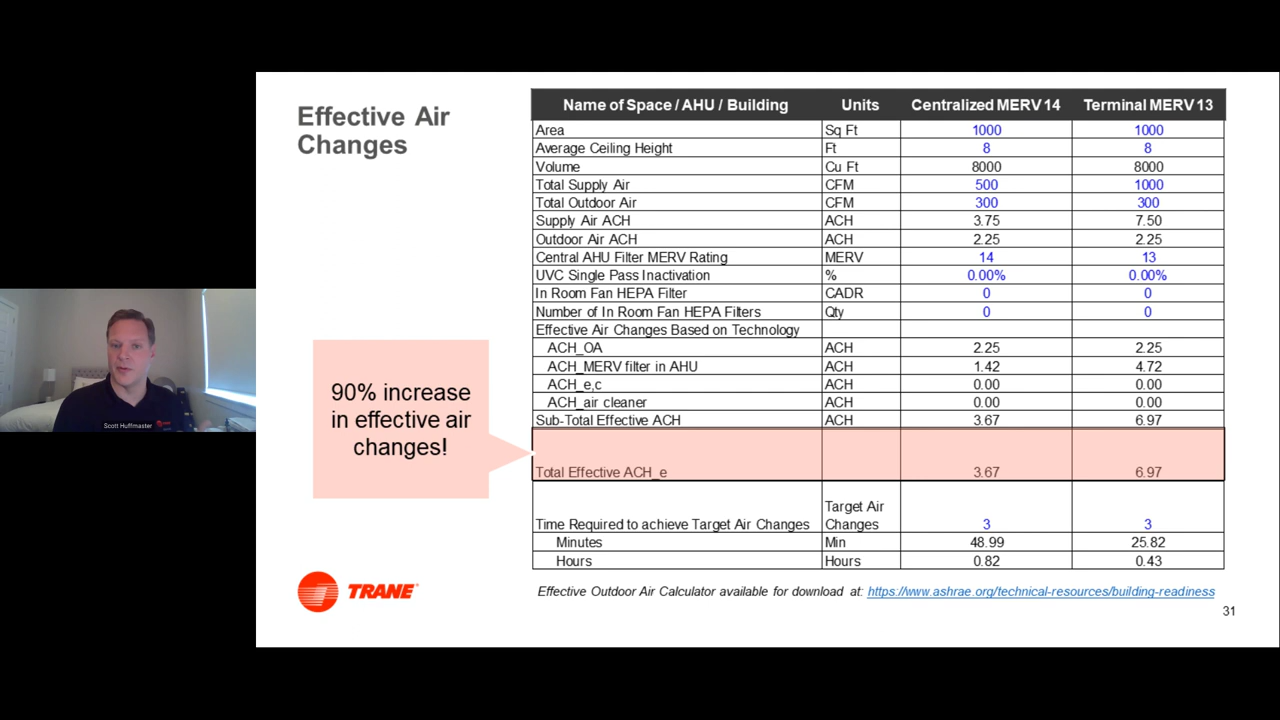 Effective Air
Changes
Name of Space / AHU / Building Units Centralized MERV 14 Terminal MERV 13
Area Sq Ft 1000 1000
Average Ceiling Height Ft 8 8
Volume Cu Ft 8000 8000
Total Supply Air CFM 500 1000
Total Outdoor Air CFM 300 300
Supply Air ACH ACH 3.75 7.50
Outdoor Air ACH ACH 2.25 2.25
Central AHU Filter MERV Rating MERV 14 13
UVC Single Pass Inactivation % 0.00% 0.00%
In Room Fan HEPA Filter CADR 0 0
Number of In Room Fan HEPA Filters Qty 0 0
Effective Air Changes Based on Technology
ACH_OA ACH 2.25 2.25
ACH_MERV filter in AHU ACH 1.42 4.72
ACH_e,c ACH 0.00 0.00
ACH_air cleaner ACH 0.00 0.00
Sub-Total Effective ACH ACH 3.67 6.97
Total Effective ACH_e 3.67 6.97
Target Air
Time Required to achieve Target Air Changes Changes 3 3
Minutes Min 48.99 25.82
Hours Hours 0.82 0.43
90% increase
in effective air
changes!
Scott Huffmaster
TRANE
Effective Outdoor Air Calculator available for download at: https://www.ashrae.org/technical-resources/building-readiness
31